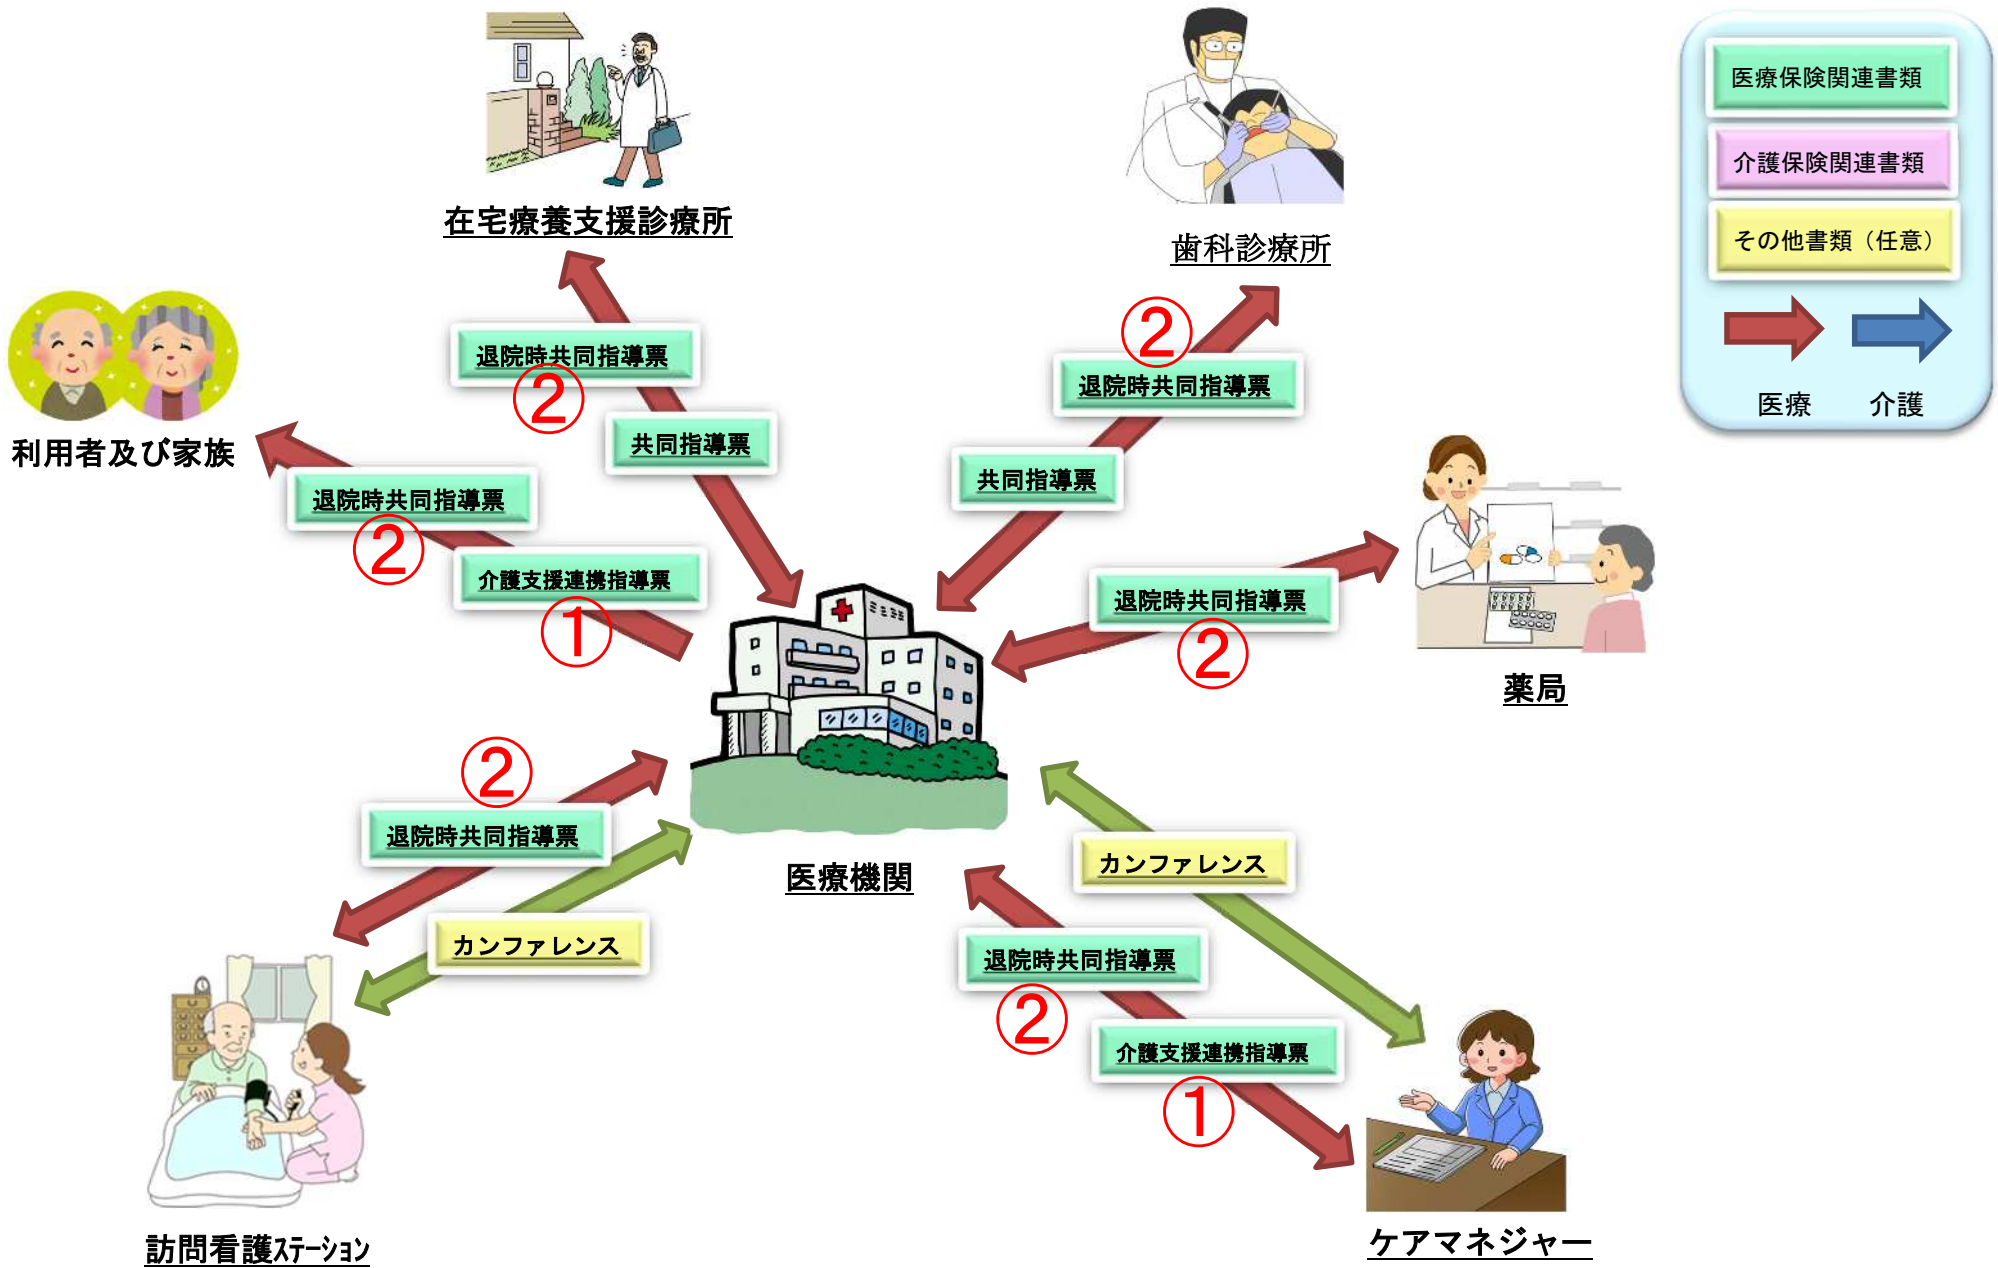 在宅療養支援診療所
歯科診療所
医療保険関連書類
介護保険関連書類
その他書類（任意）
医療
介護
利用者及び家族
退院時共同指導票
②
共同指導票
②
退院時共同指導票
共同指導票
退院時共同指導票
②
介護支援連携指導票
①
退院時共同指導票
②
薬局
②
退院時共同指導票
カンファレンス
医療機関
カンファレンス
退院時共同指導票
②
介護支援連携指導票
①
訪問看護ｽﾃｰｼｮﾝ
ケアマネジャー